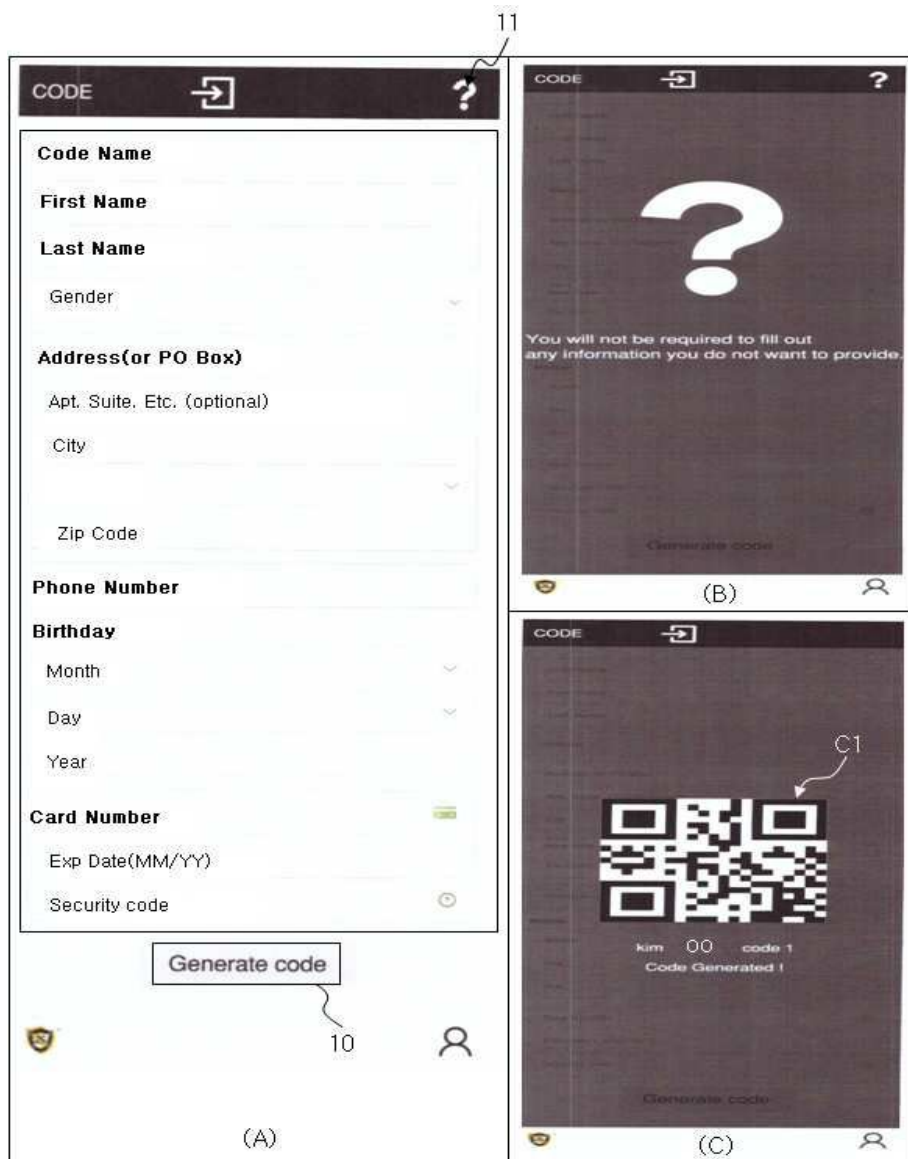 11
CODE
?
Code Name
First Name
Last Name
Gender
Address(or PO Box)
Apt. Suite. Etc. (optional)
City
Zip Code
Phone Number
Birthday
Month
Day
Year
Card Number
Exp Date(MM/YY)
Security code
Generate code
10
(A)
CODE
?
?
You will not be required to fill out
any information you do not want to provide.
Generate code
(B)
CODE
C1
kim 00 code 1
Code Generated !
Generate code
(C)